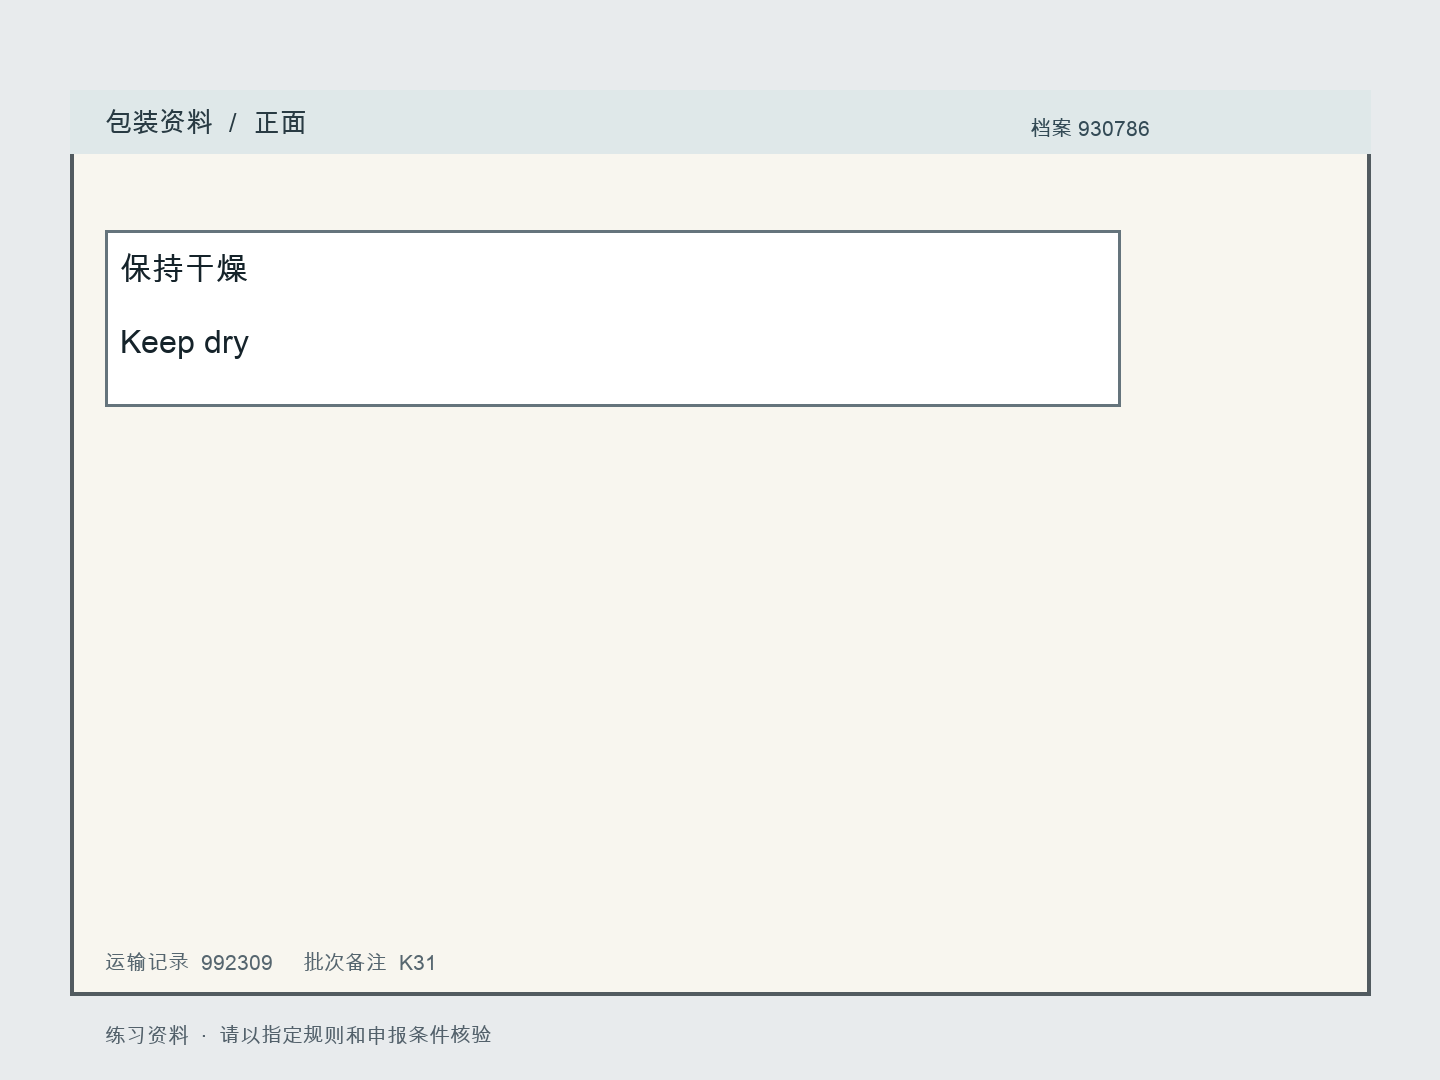 包装资料 / 正面
档案 930786
保持干燥
Keep dry
运输记录 992309 批次备注 K31
练习资料 · 请以指定规则和申报条件核验